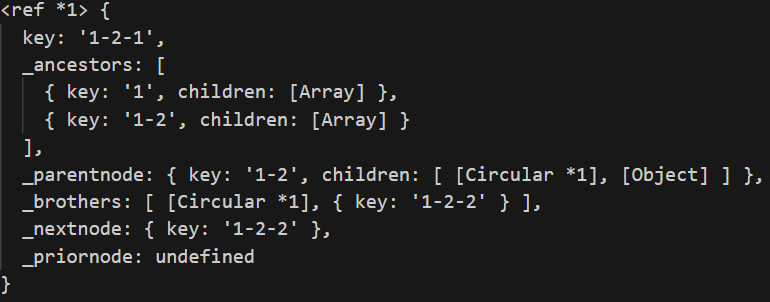 <ref *1> {
  key: '1-2-1',
  _ancestors: [
    { key: '1', children: [Array] },
    { key: '1-2', children: [Array] }
  ],
  _parentnode: { key: '1-2', children: [ [Circular *1], [Object] ] },
  _brothers: [ [Circular *1], { key: '1-2-2' } ],
  _nextnode: { key: '1-2-2' },
  _priornode: undefined
}